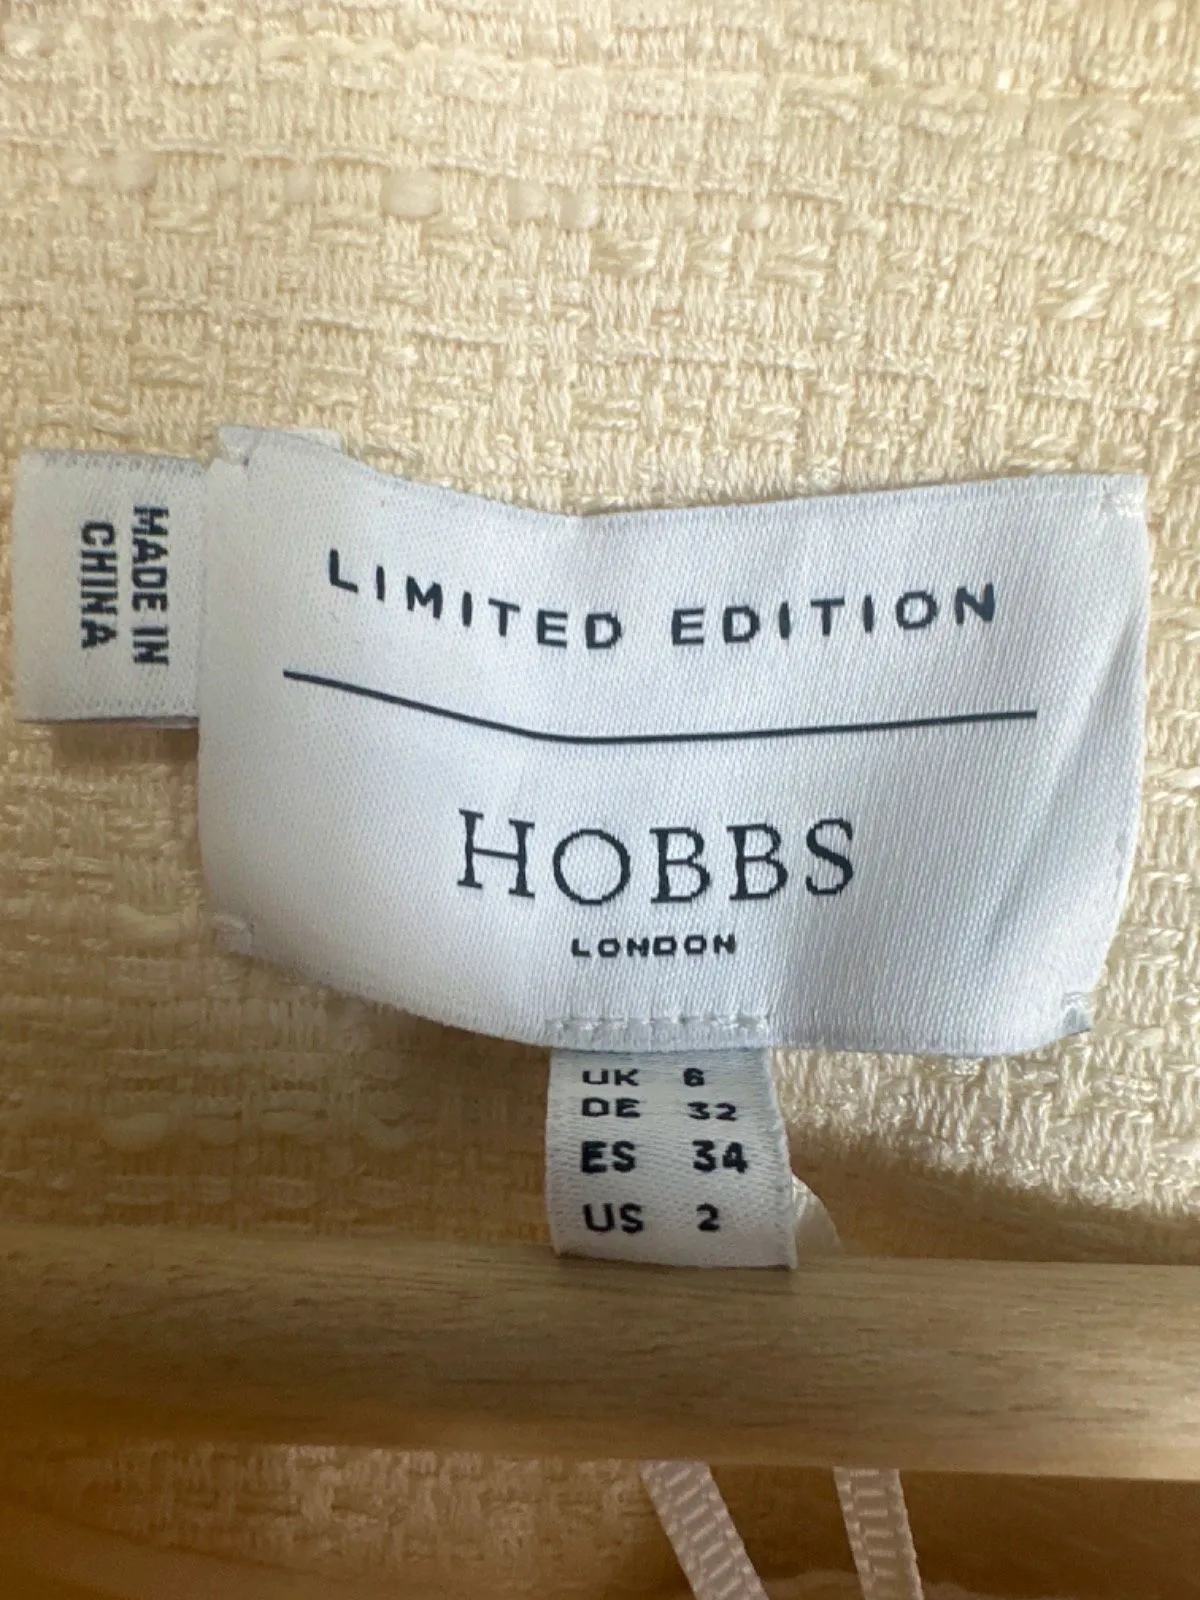 MADE IN
CHINA
LIMITED EDITION
HOBBS
LONDON
UK 6
DE 32
ES 34
US 2